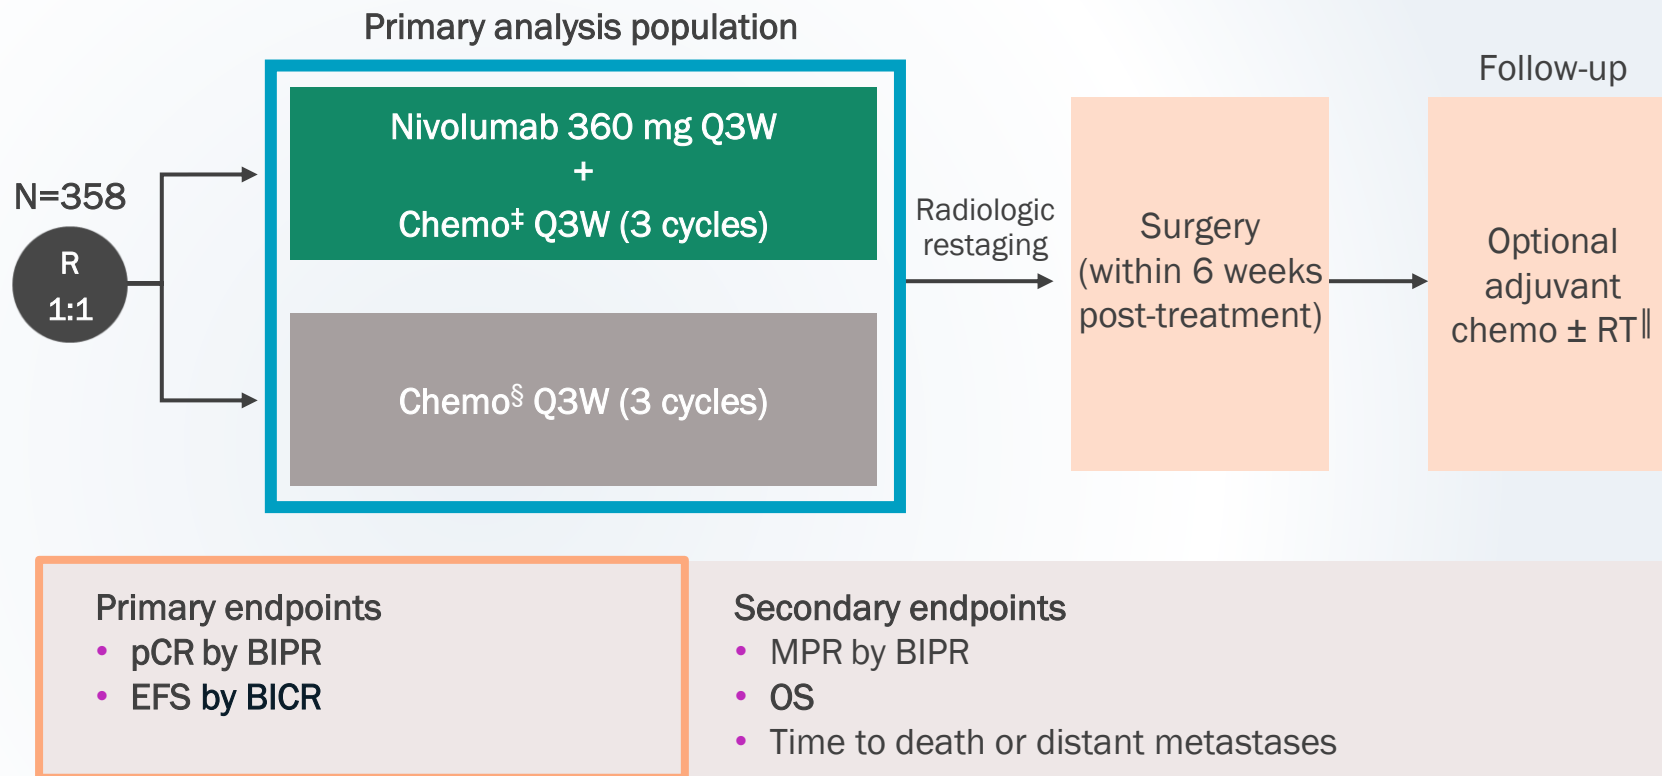 Primary analysis population
N=358
R
1:1
Nivolumab 360 mg Q3W
+
Chemo‡ Q3W (3 cycles)
Chemo§ Q3W (3 cycles)
Radiologic
restaging
Surgery
(within 6 weeks
post-treatment)
Follow-up
Optional
adjuvant
chemo ± RT‖
Primary endpoints
• pCR by BIPR
• EFS by BICR
Secondary endpoints
• MPR by BIPR
• OS
• Time to death or distant metastases